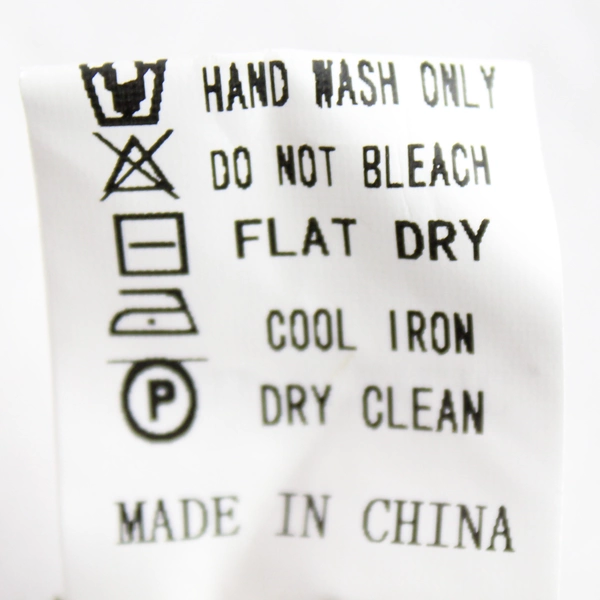 HAND WASH ONLY
DO NOT BLEACH
FLAT DRY
COOL IRON
P DRY CLEAN
MADE IN CHINA